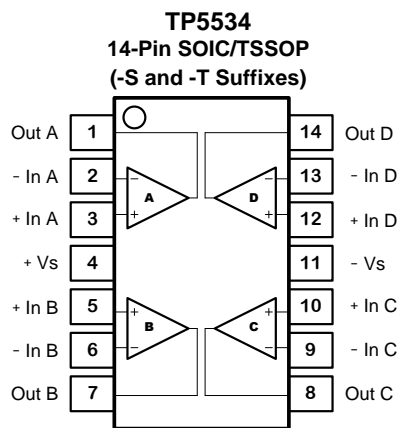 TP5534
14-Pin SOIC/TSSOP
(-S and -T Suffixes)
Out A 1 14 Out D
- In A 2 - - 13 - In D
A D
+ In A 3 + + 12 + In D
+ Vs 4 11 - Vs
+ In B 5 + + 10 + In C
B C
- In B 6 - - 9 - In C
Out B 7 8 Out C